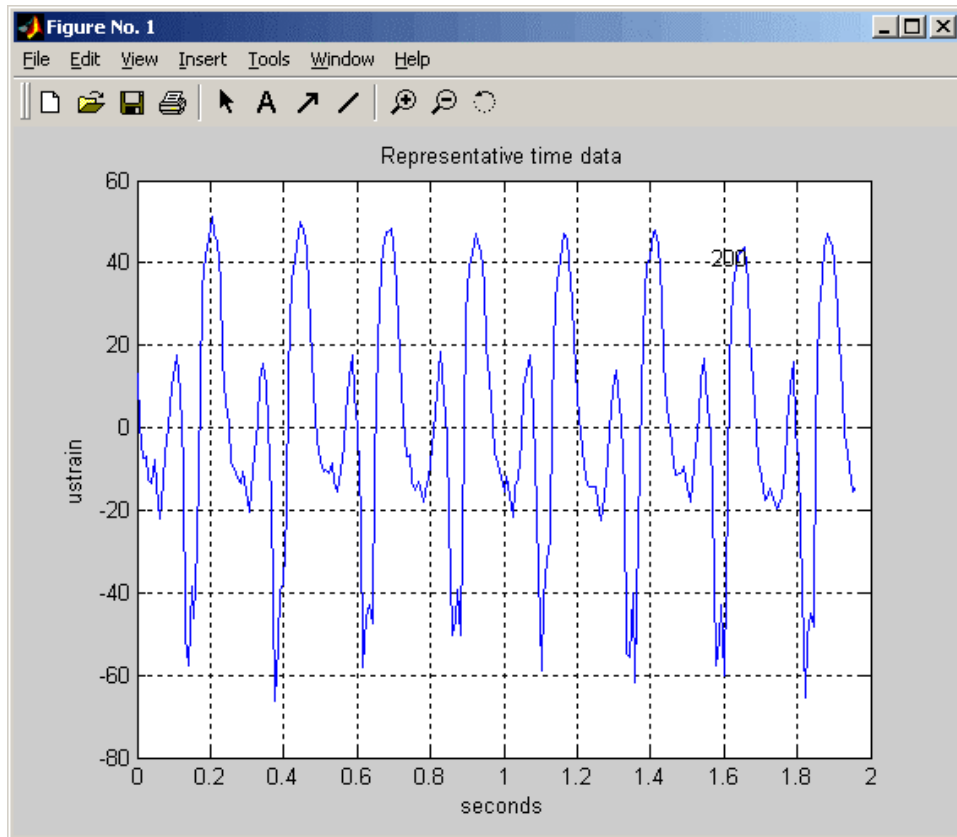 Figure No. 1
File Edit View Insert Tools Window Help
A
Representative time data
60
40
20
0
-20
-40
-60
-80
ustrain
200
0 0.2 0.4 0.6 0.8 1 1.2 1.4 1.6 1.8 2
seconds